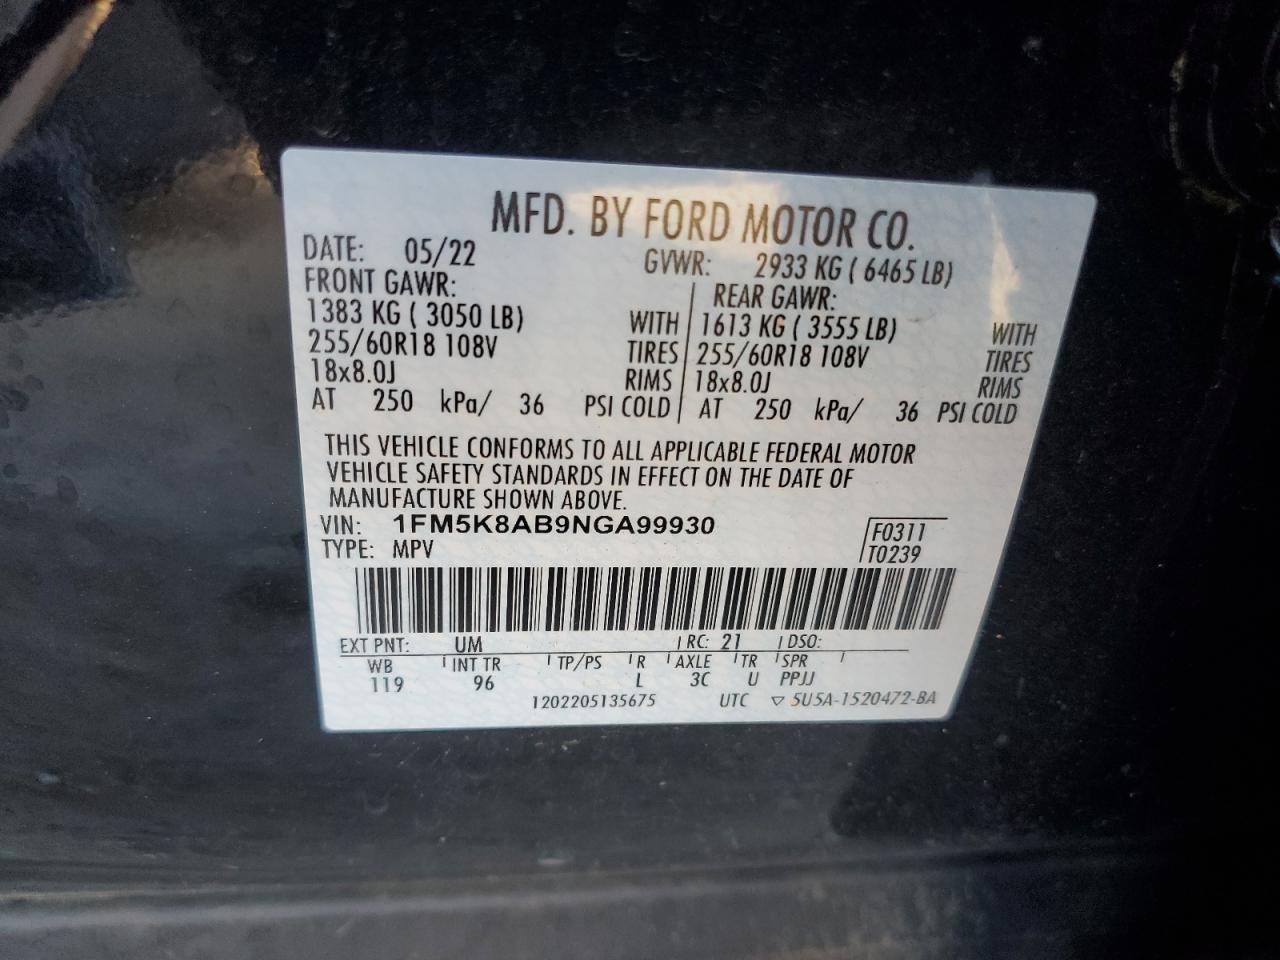 MFD. BY FORD MOTOR CO.
DATE: 05/22 GVWR: 2933 KG ( 6465 LB)
FRONT GAWR: REAR GAWR:
1383 KG ( 3050 LB) WITH 1613 KG ( 3555 LB) WITH
255/60R18 108V TIRES 255/60R18 108V TIRES
18x8.0J RIMS 18x8.0J RIMS
AT 250 kPa/ 36 PSI COLD AT 250 kPa/ 36 PSI COLD
THIS VEHICLE CONFORMS TO ALL APPLICABLE FEDERAL MOTOR
VEHICLE SAFETY STANDARDS IN EFFECT ON THE DATE OF
MANUFACTURE SHOWN ABOVE.
VIN: 1FM5K8AB9NGA99930 F0311
TYPE: MPV T0239
EXT PNT: UM RC: 21 DSO:
WB INT TR TP/PS R AXLE TR SPR
119 96 L 3C U PPJJ
1202205135675 UTC ▽ 5U5A-1520472-BA